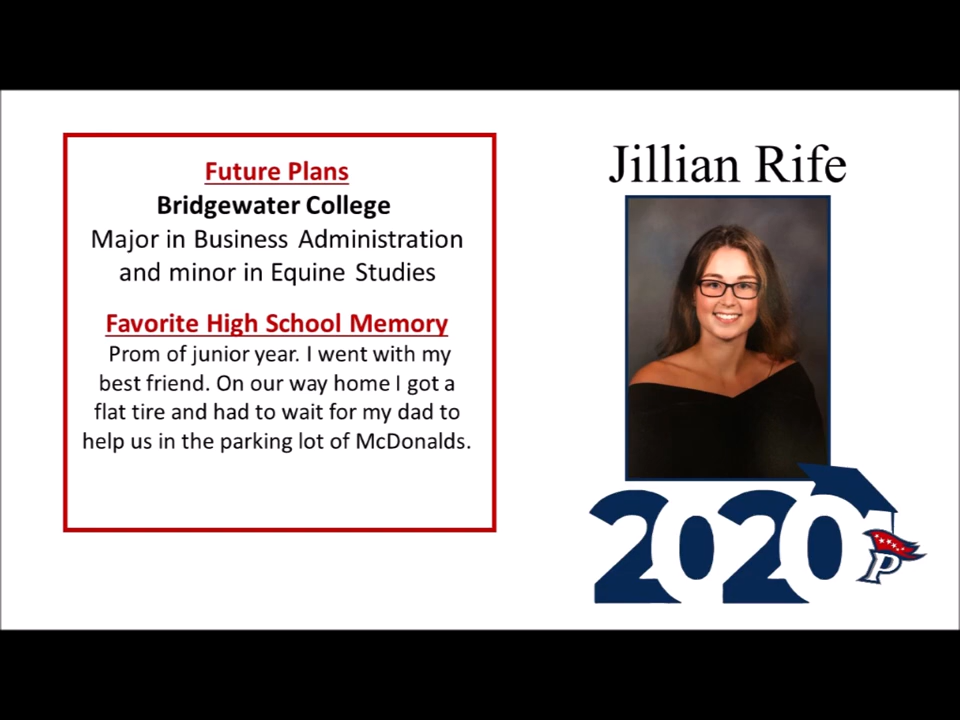 Future Plans
Bridgewater College
Major in Business Administration
and minor in Equine Studies
Favorite High School Memory
Prom of junior year. I went with my
best friend. On our way home I got a
flat tire and had to wait for my dad to
help us in the parking lot of McDonalds.
Jillian Rife
2020
P